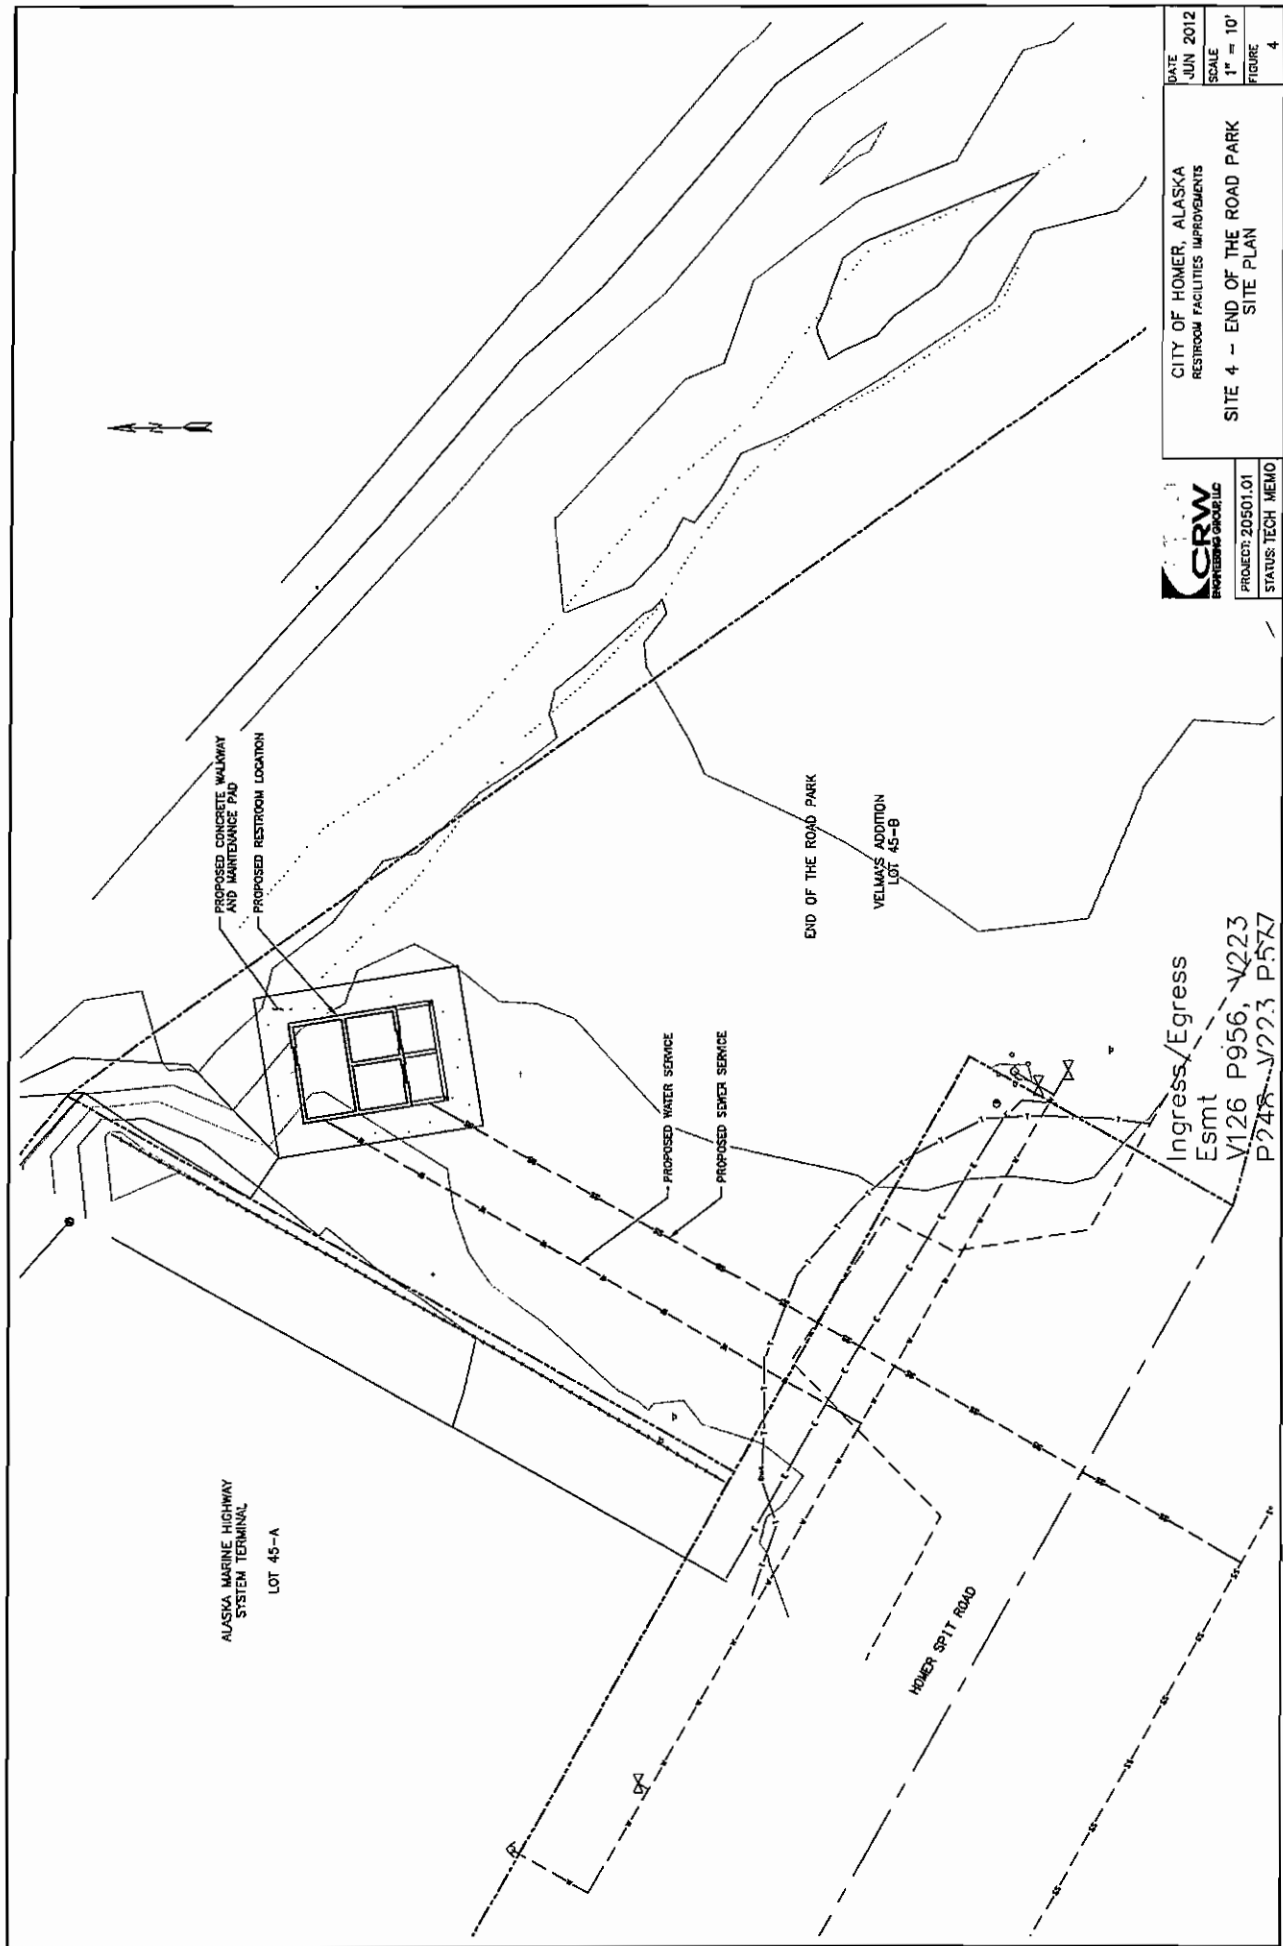 PROPOSED CONCRETE WALKWAY
AND MAINTENANCE PAD
PROPOSED RESTROOM LOCATION
ALASKA MARINE HIGHWAY
SYSTEM TERMINAL
LOT 45-A
PROPOSED WATER SERVICE
PROPOSED SEWER SERVICE
END OF THE ROAD PARK
VELMA'S ADDITION
LOT 45-B
HOMER SPIT ROAD
Ingress/Egress
Esmt
V126 P956, V223
P248 V223 P577
CRW
ENGINEERING GROUP, LLC
PROJECT: 20501.01
STATUS: TECH MEMO
CITY OF HOMER, ALASKA
RESTROOM FACILITIES IMPROVEMENTS
SITE 4 - END OF THE ROAD PARK
SITE PLAN
DATE
JUN 2012
SCALE
1" = 10'
FIGURE
4